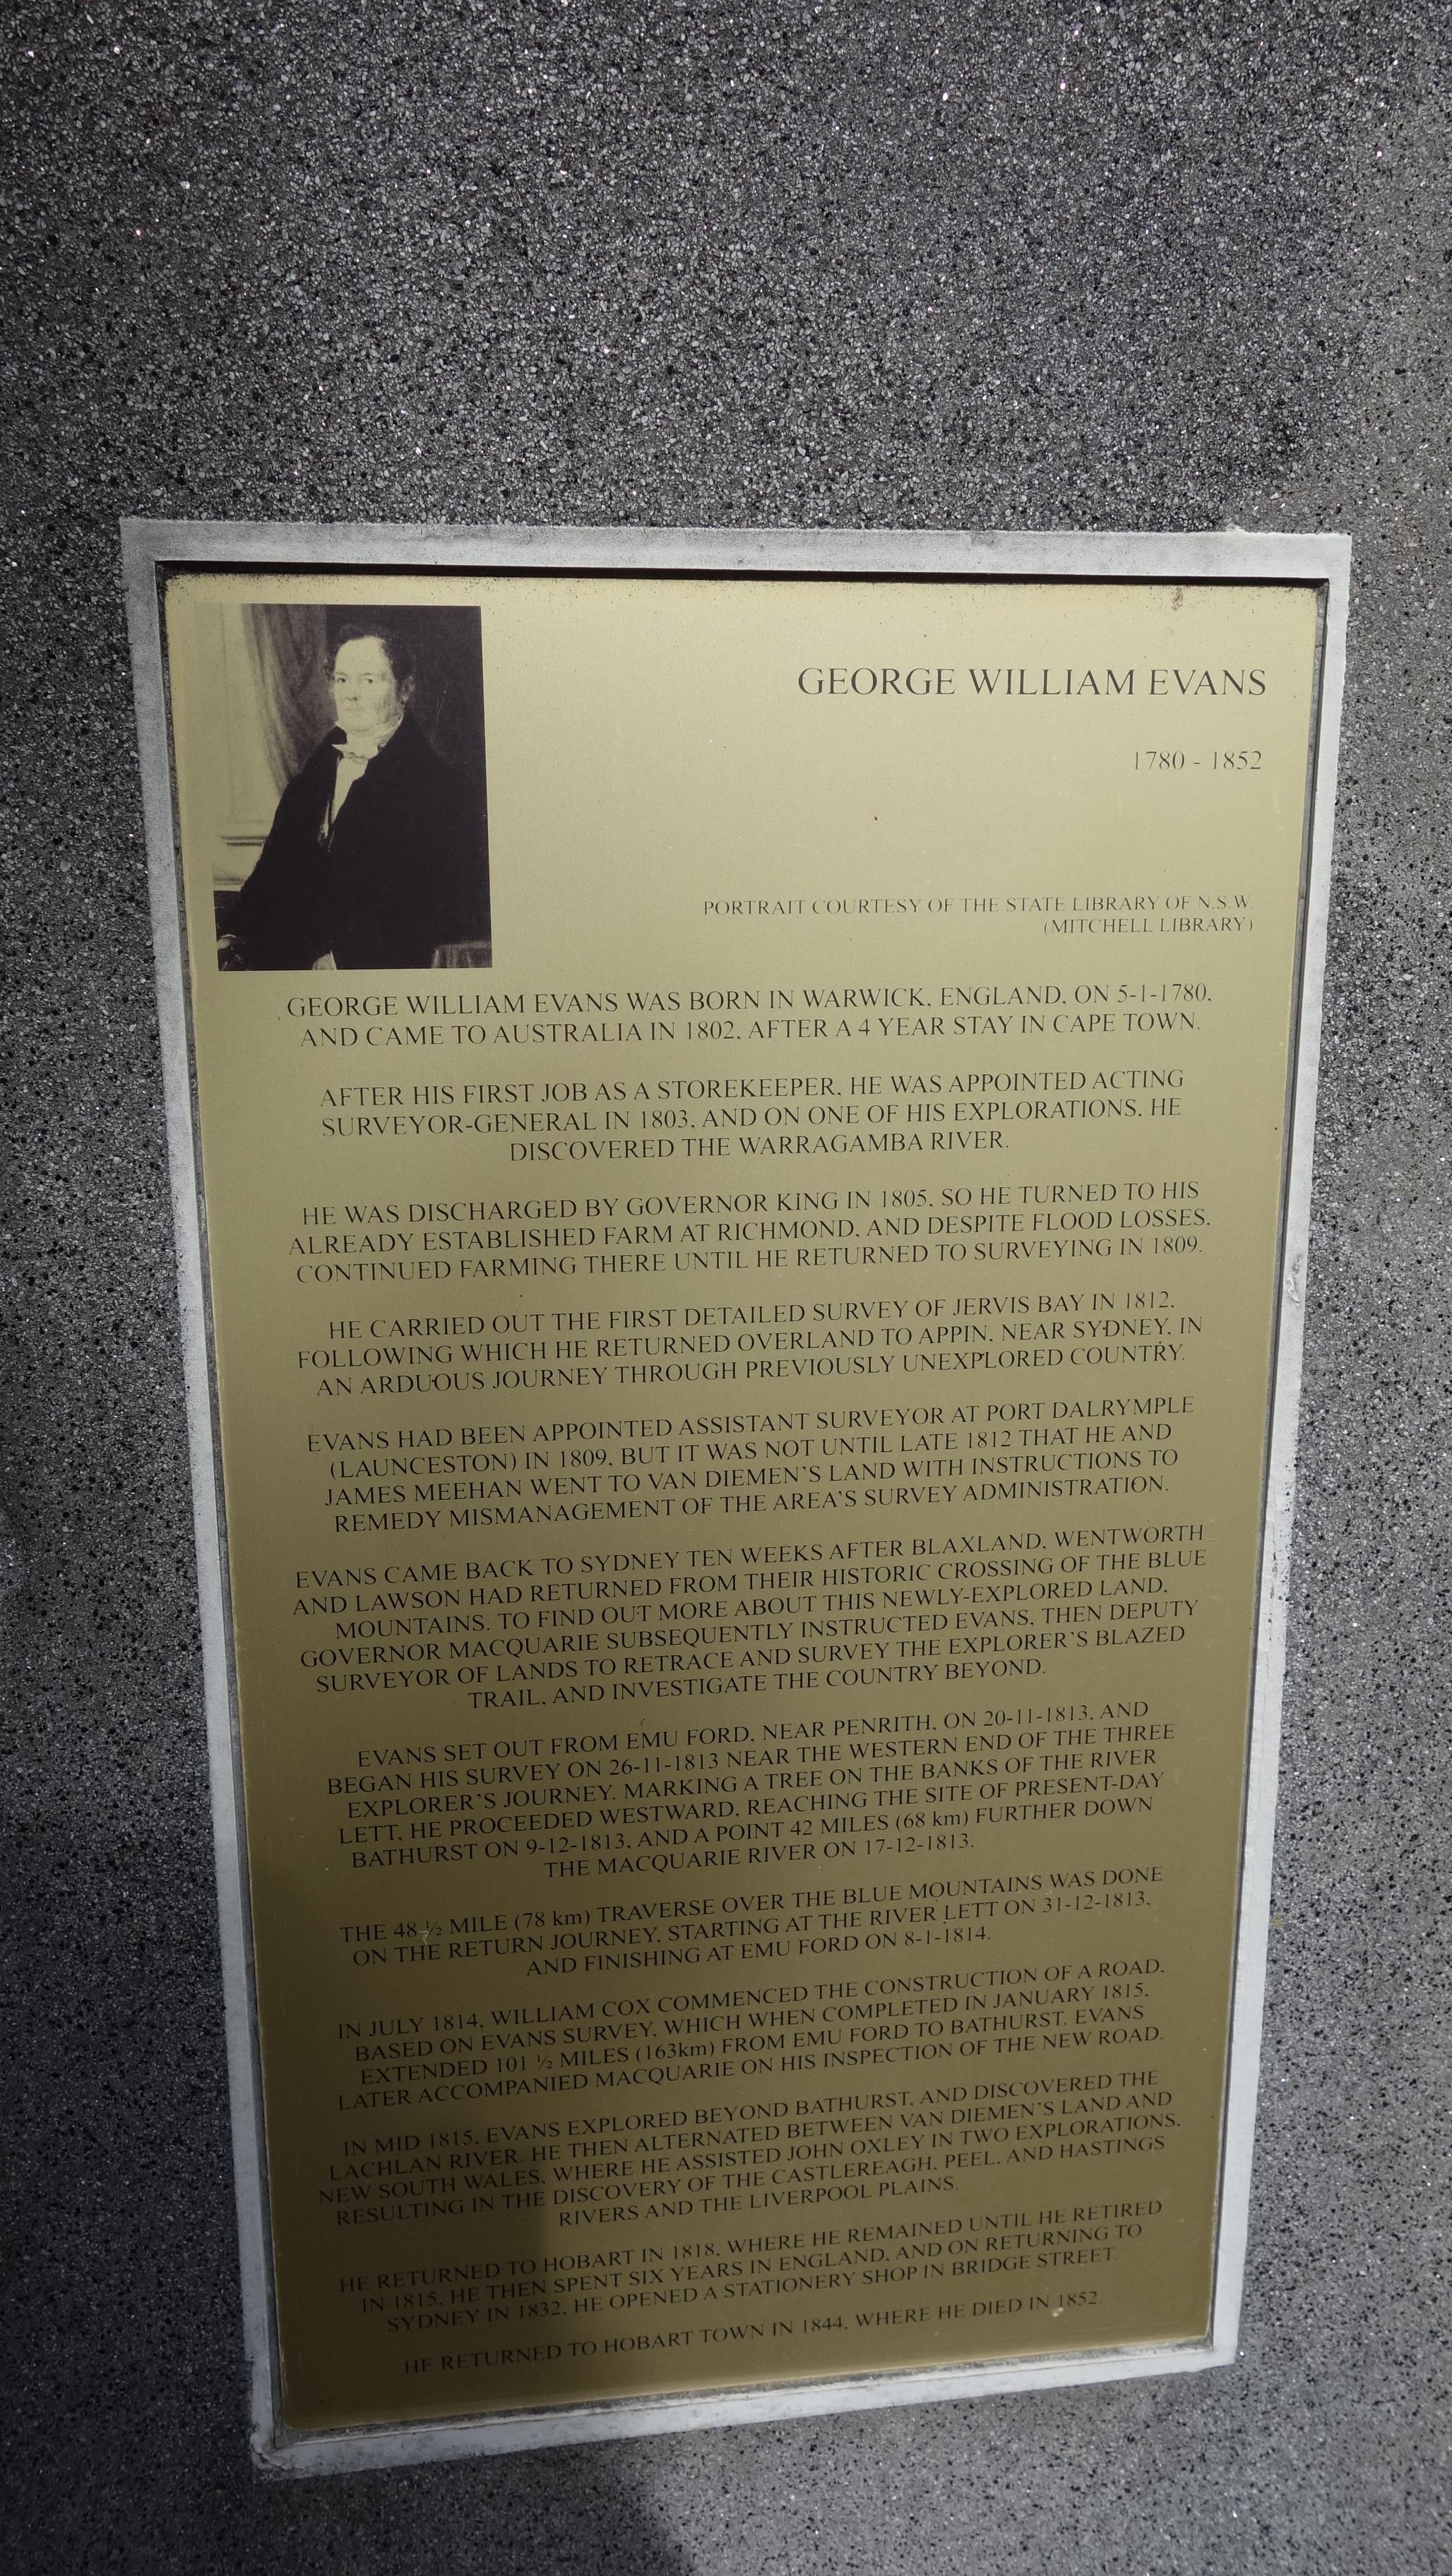 GEORGE WILLIAM EVANS
1780 - 1852
PORTRAIT COURTESY OF THE STATE LIBRARY OF N.S.W.
(MITCHELL LIBRARY)
GEORGE WILLIAM EVANS WAS BORN IN WARWICK, ENGLAND, ON 5-1-1780,
AND CAME TO AUSTRALIA IN 1802, AFTER A 4 YEAR STAY IN CAPE TOWN.
AFTER HIS FIRST JOB AS A STOREKEEPER, HE WAS APPOINTED ACTING
SURVEYOR-GENERAL IN 1803, AND ON ONE OF HIS EXPLORATIONS, HE
DISCOVERED THE WARRAGAMBA RIVER.
HE WAS DISCHARGED BY GOVERNOR KING IN 1805, SO HE TURNED TO HIS
ALREADY ESTABLISHED FARM AT RICHMOND, AND DESPITE FLOOD LOSSES,
CONTINUED FARMING THERE UNTIL HE RETURNED TO SURVEYING IN 1809.
HE CARRIED OUT THE FIRST DETAILED SURVEY OF JERVIS BAY IN 1812,
FOLLOWING WHICH HE RETURNED OVERLAND TO APPIN, NEAR SYDNEY, IN
AN ARDUOUS JOURNEY THROUGH PREVIOUSLY UNEXPLORED COUNTRY.
EVANS HAD BEEN APPOINTED ASSISTANT SURVEYOR AT PORT DALRYMPLE
(LAUNCESTON) IN 1809, BUT IT WAS NOT UNTIL LATE 1812 THAT HE AND
JAMES MEEHAN WENT TO VAN DIEMEN'S LAND WITH INSTRUCTIONS TO
REMEDY MISMANAGEMENT OF THE AREA'S SURVEY ADMINISTRATION.
EVANS CAME BACK TO SYDNEY TEN WEEKS AFTER BLAXLAND, WENTWORTH
AND LAWSON HAD RETURNED FROM THEIR HISTORIC CROSSING OF THE BLUE
MOUNTAINS. TO FIND OUT MORE ABOUT THIS NEWLY-EXPLORED LAND,
GOVERNOR MACQUARIE SUBSEQUENTLY INSTRUCTED EVANS, THEN DEPUTY
SURVEYOR OF LANDS TO RETRACE AND SURVEY THE EXPLORER'S BLAZED
TRAIL, AND INVESTIGATE THE COUNTRY BEYOND.
EVANS SET OUT FROM EMU FORD, NEAR PENRITH, ON 20-11-1813, AND
BEGAN HIS SURVEY ON 26-11-1813 NEAR THE WESTERN END OF THE THREE
EXPLORER'S JOURNEY. MARKING A TREE ON THE BANKS OF THE RIVER
LETT, HE PROCEEDED WESTWARD, REACHING THE SITE OF PRESENT-DAY
BATHURST ON 9-12-1813, AND A POINT 42 MILES (68 km) FURTHER DOWN
THE MACQUARIE RIVER ON 17-12-1813.
THE 48 ½ MILE (78 km) TRAVERSE OVER THE BLUE MOUNTAINS WAS DONE
ON THE RETURN JOURNEY, STARTING AT THE RIVER LETT ON 31-12-1813,
AND FINISHING AT EMU FORD ON 8-1-1814.
IN JULY 1814, WILLIAM COX COMMENCED THE CONSTRUCTION OF A ROAD,
BASED ON EVANS SURVEY, WHICH WHEN COMPLETED IN JANUARY 1815,
EXTENDED 101 ½ MILES (163km) FROM EMU FORD TO BATHURST. EVANS
LATER ACCOMPANIED MACQUARIE ON HIS INSPECTION OF THE NEW ROAD.
IN MID 1815, EVANS EXPLORED BEYOND BATHURST, AND DISCOVERED THE
LACHLAN RIVER. HE THEN ALTERNATED BETWEEN VAN DIEMEN'S LAND AND
NEW SOUTH WALES, WHERE HE ASSISTED JOHN OXLEY IN TWO EXPLORATIONS,
RESULTING IN THE DISCOVERY OF THE CASTLEREAGH, PEEL, AND HASTINGS
RIVERS AND THE LIVERPOOL PLAINS.
HE RETURNED TO HOBART IN 1818, WHERE HE REMAINED UNTIL HE RETIRED
IN 1815, HE THEN SPENT SIX YEARS IN ENGLAND, AND ON RETURNING TO
SYDNEY IN 1832, HE OPENED A STATIONERY SHOP IN BRIDGE STREET.
HE RETURNED TO HOBART TOWN IN 1844, WHERE HE DIED IN 1852.